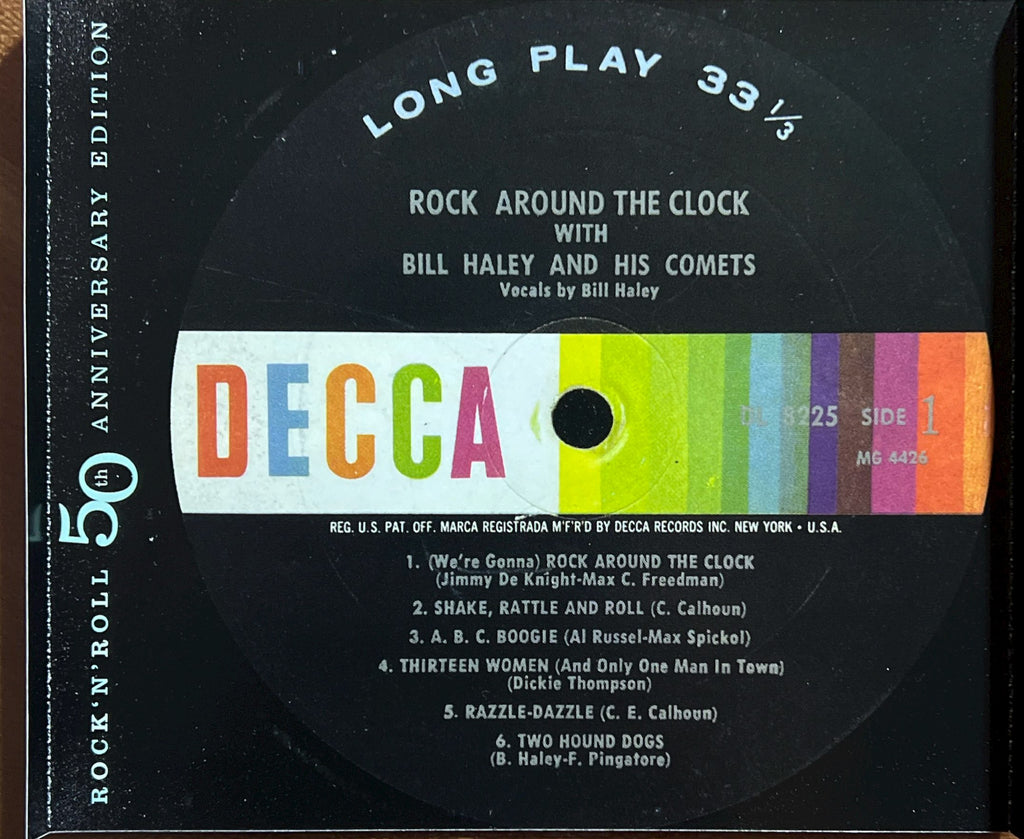 ROCK'N'ROLL 50th ANNIVERSARY EDITION
LONG PLAY 33 1/3
ROCK AROUND THE CLOCK
WITH
BILL HALEY AND HIS COMETS
Vocals by Bill Haley
DECCA
DL 8225 SIDE 1
MG 4426
REG. U.S. PAT. OFF. MARCA REGISTRADA M'F'R'D BY DECCA RECORDS INC. NEW YORK • U.S.A.
1. (We're Gonna) ROCK AROUND THE CLOCK
(Jimmy De Knight-Max C. Freedman)
2. SHAKE, RATTLE AND ROLL (C. Calhoun)
3. A. B. C. BOOGIE (Al Russel-Max Spickol)
4. THIRTEEN WOMEN (And Only One Man In Town)
(Dickie Thompson)
5. RAZZLE-DAZZLE (C. E. Calhoun)
6. TWO HOUND DOGS
(B. Haley-F. Pingatore)